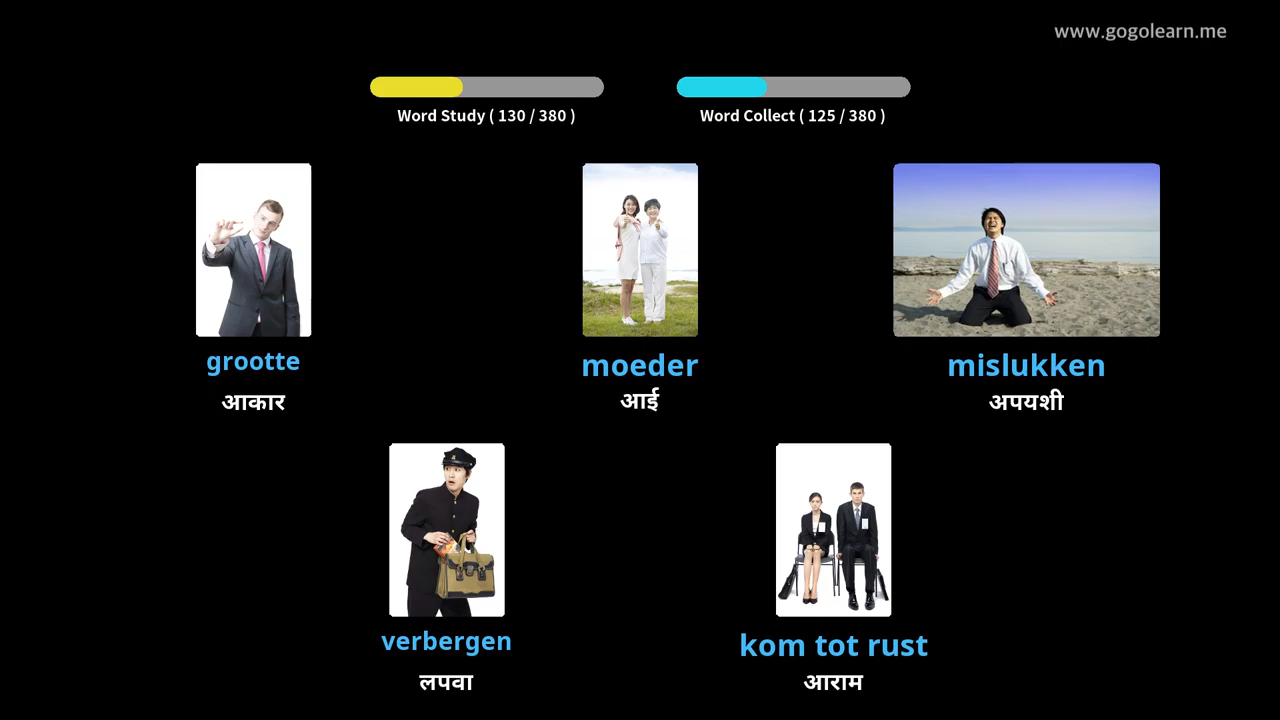 www.gogolearn.me
Word Study ( 130 / 380 )
Word Collect ( 125 / 380 )
grootte
moeder
mislukken
आकार
आई
अपयशी
verbergen
kom tot rust
लपवा
आराम